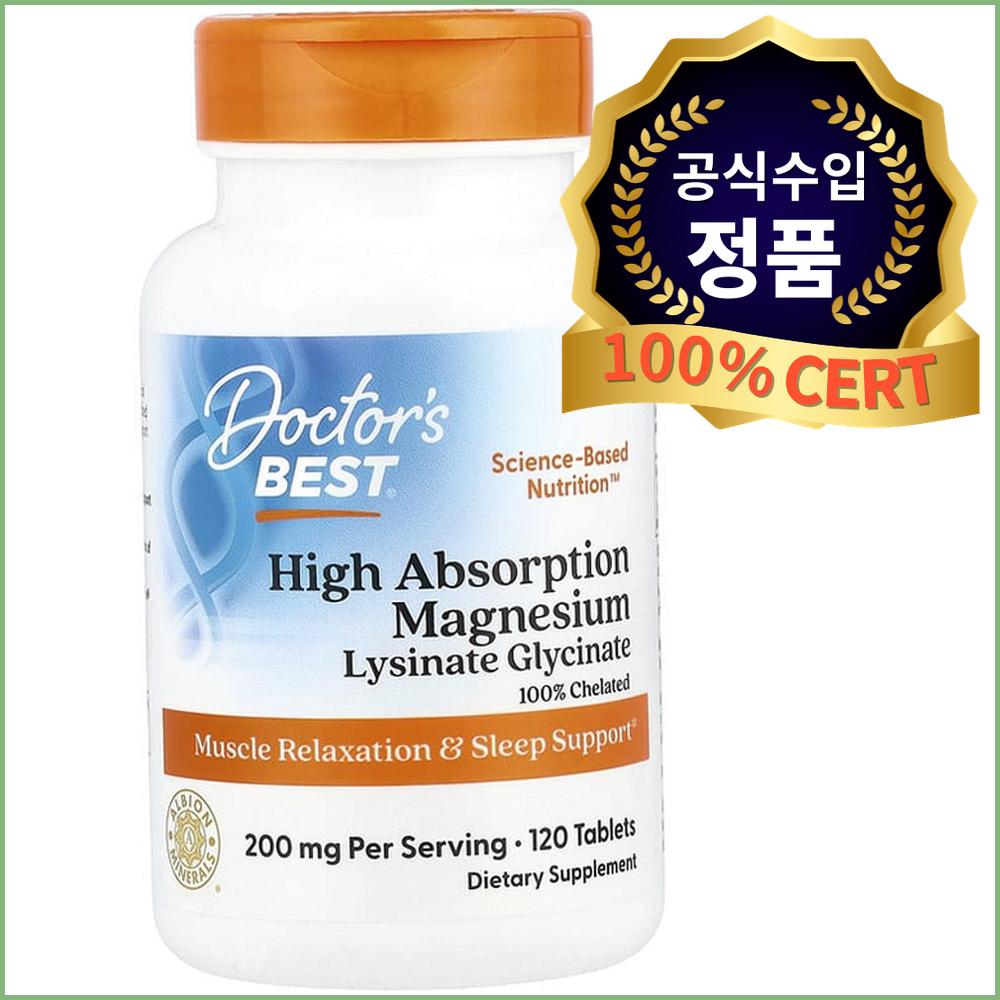 공식수입
정품
100% CERT
Doctor's
BEST®
Science-Based
Nutrition™
High Absorption
Magnesium
Lysinate Glycinate
100% Chelated
Muscle Relaxation & Sleep Support
200 mg Per Serving • 120 Tablets
Dietary Supplement
ALBION
MINERALS